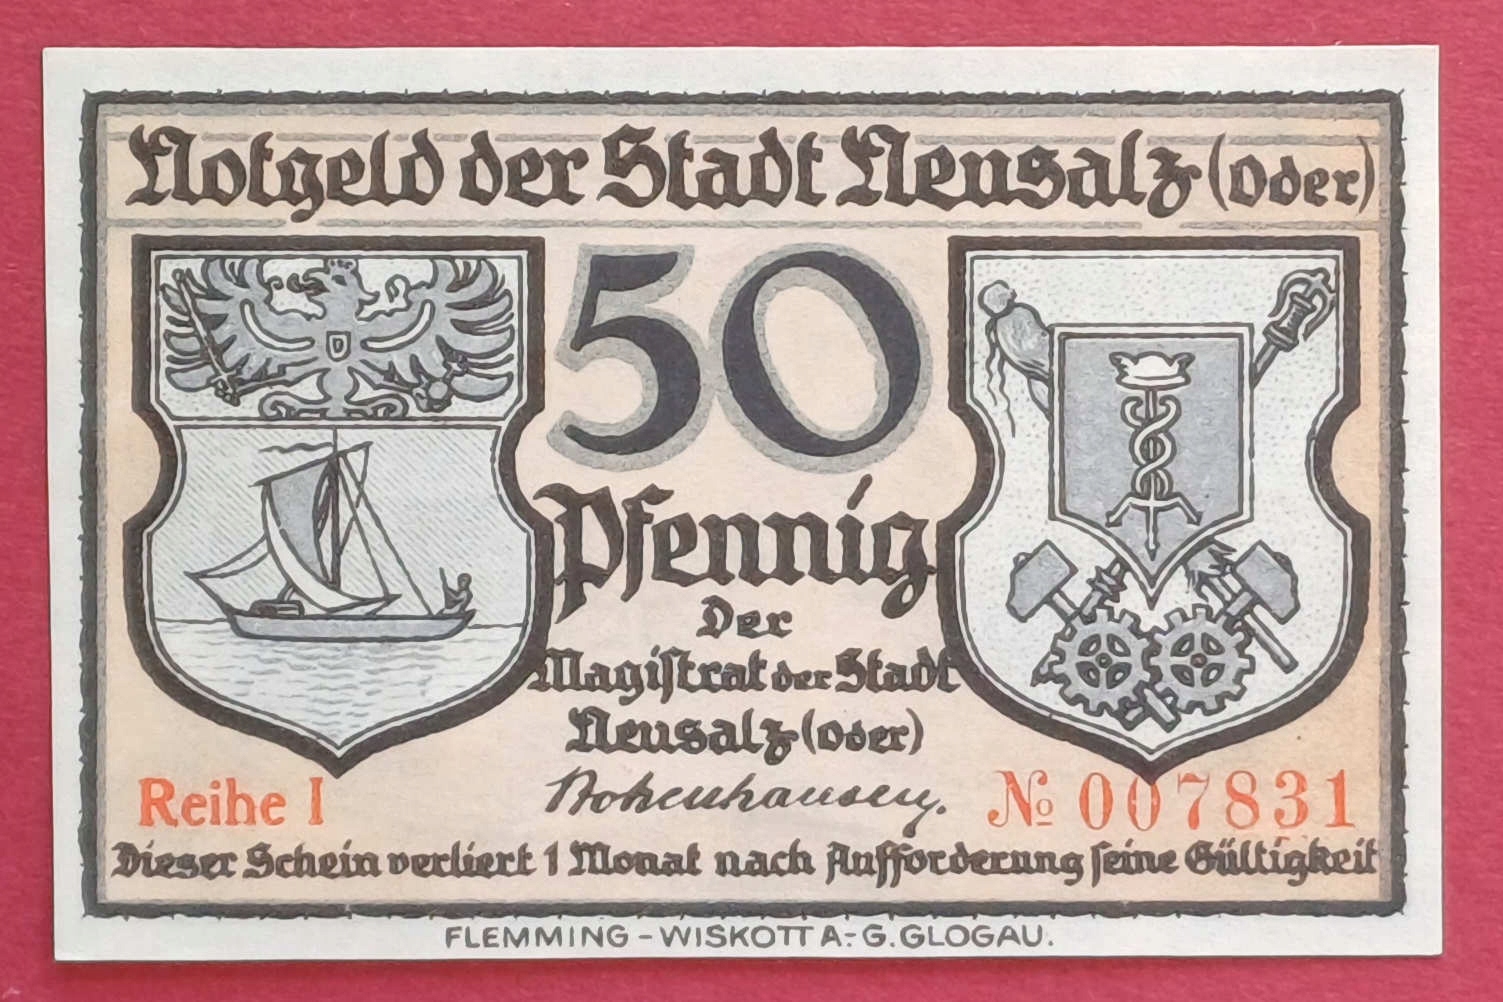 Notgeld der Stadt Neusalz (Oder)
D
50
Pfennig
Der
Magistrat der Stadt
Neusalz (Oder)
Reihe I
№ 007831
Dieser Schein verliert 1 Monat nach Aufforderung seine Gültigkeit
FLEMMING-WISKOTT A-G. GLOGAU.